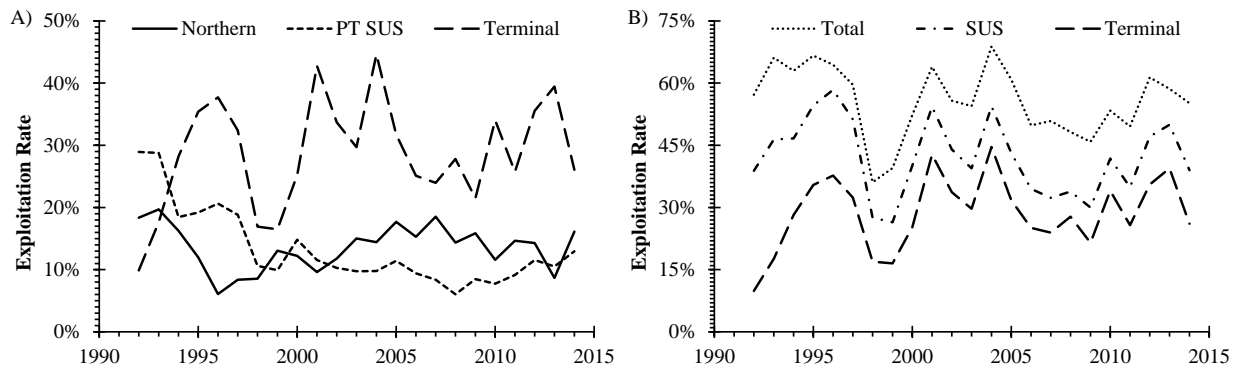 A)
Northern PT SUS Terminal
50%
40%
30%
20%
10%
0%
Exploitation Rate
1990 1995 2000 2005 2010 2015
B)
Total SUS Terminal
75%
60%
45%
30%
15%
0%
Exploitation Rate
1990 1995 2000 2005 2010 2015